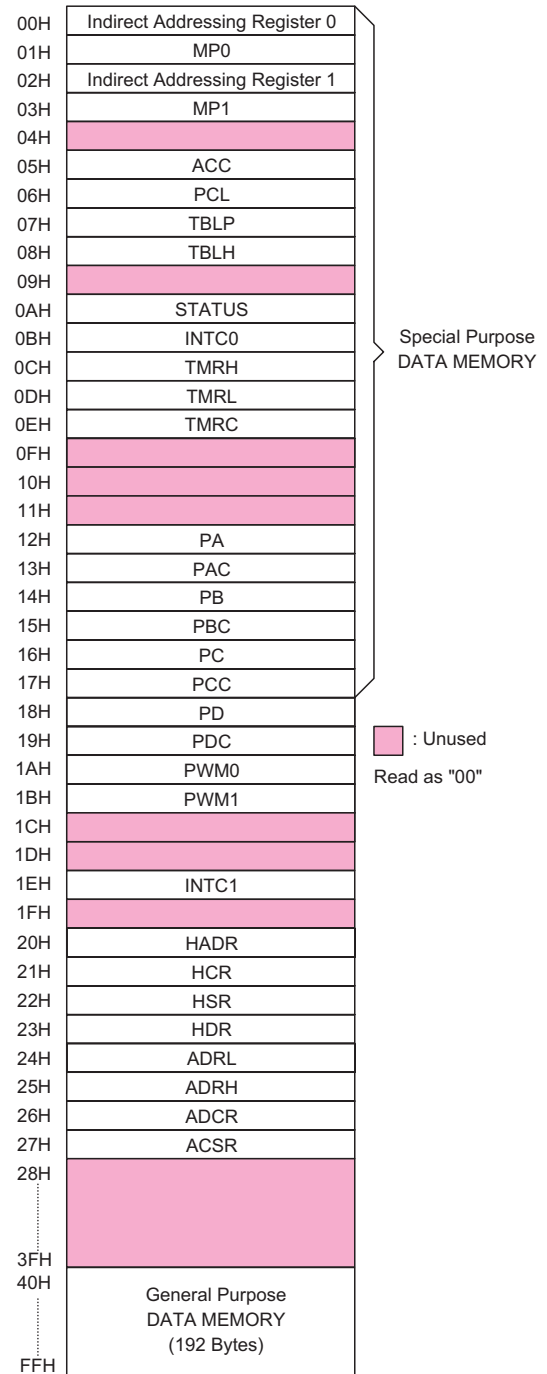 00H Indirect Addressing Register 0
01H MP0
02H Indirect Addressing Register 1
03H MP1
04H
05H ACC
06H PCL
07H TBLP
08H TBLH
09H
0AH STATUS
0BH INTC0
0CH TMRH
0DH TMRL
0EH TMRC
0FH
10H
11H
12H PA
13H PAC
14H PB
15H PBC
16H PC
17H PCC
18H PD
19H PDC
1AH PWM0
1BH PWM1
1CH
1DH
1EH INTC1
1FH
20H HADR
21H HCR
22H HSR
23H HDR
24H ADRL
25H ADRH
26H ADCR
27H ACSR
28H
3FH
40H
General Purpose
DATA MEMORY
(192 Bytes)
FFH
Special Purpose
DATA MEMORY
: Unused
Read as "00"